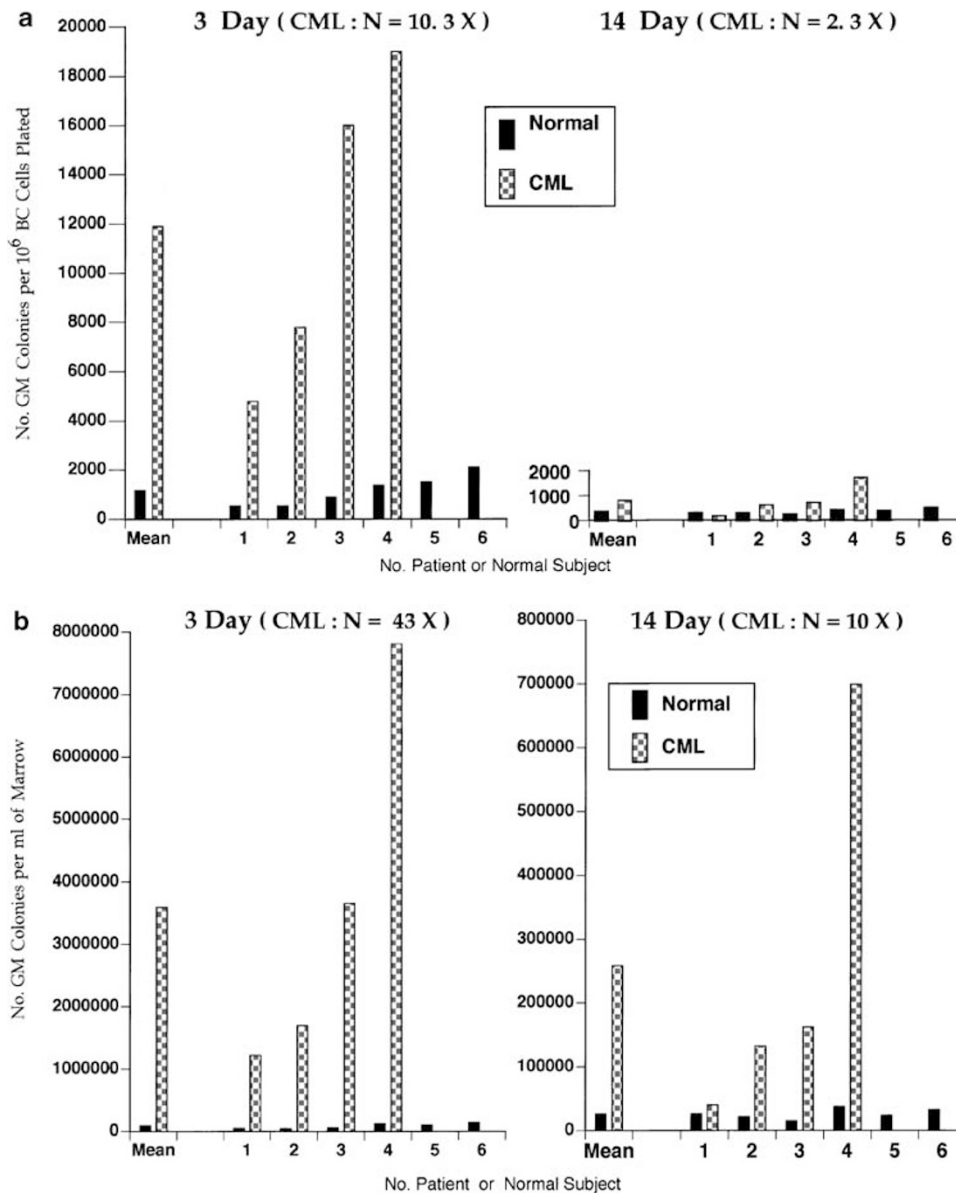 a
3 Day ( CML : N = 10. 3 X )
14 Day ( CML : N = 2. 3 X )
No. GM Colonies per 10⁶ BC Cells Plated
20000
18000
16000
14000
12000
10000
8000
6000
4000
2000
0
Normal
CML
2000
1000
0
Mean 1 2 3 4 5 6
Mean 1 2 3 4 5 6
No. Patient or Normal Subject
b
3 Day ( CML : N = 43 X )
14 Day ( CML : N = 10 X )
No. GM Colonies per ml of Marrow
8000000
7000000
6000000
5000000
4000000
3000000
2000000
1000000
0
800000
700000
600000
500000
400000
300000
200000
100000
0
Normal
CML
Mean 1 2 3 4 5 6
Mean 1 2 3 4 5 6
No. Patient or Normal Subject